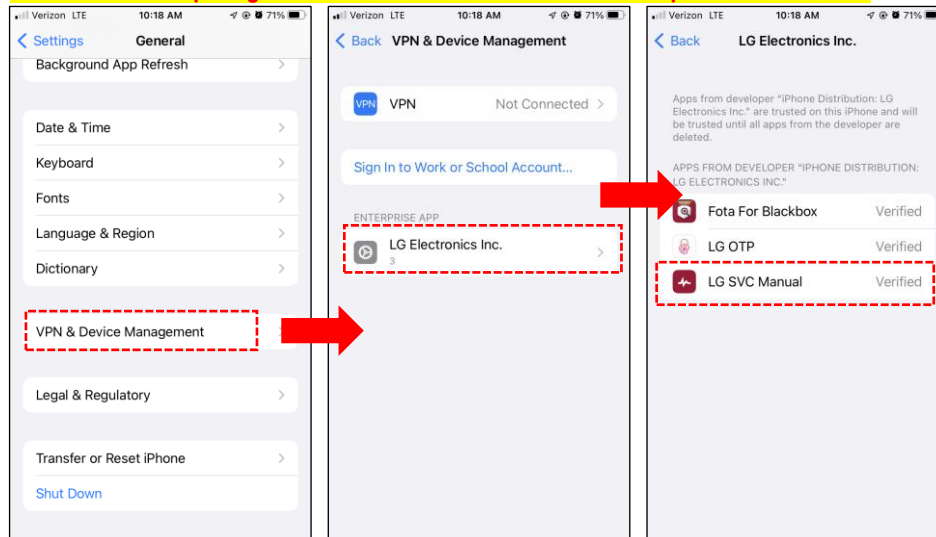 Verizon LTE 10:18 AM 71%
Settings General
Background App Refresh
Date & Time
Keyboard
Fonts
Language & Region
Dictionary
VPN & Device Management
Legal & Regulatory
Transfer or Reset iPhone
Shut Down
Verizon LTE 10:18 AM 71%
Back VPN & Device Management
VPN VPN Not Connected
Sign In to Work or School Account...
ENTERPRISE APP
LG Electronics Inc.
3
Verizon LTE 10:18 AM 71%
Back LG Electronics Inc.
Apps from developer "iPhone Distribution: LG
Electronics Inc." are trusted on this iPhone and will
be trusted until all apps from the developer are
deleted.
APPS FROM DEVELOPER "IPHONE DISTRIBUTION:
LG ELECTRONICS INC."
Fota For Blackbox Verified
LG OTP Verified
LG SVC Manual Verified